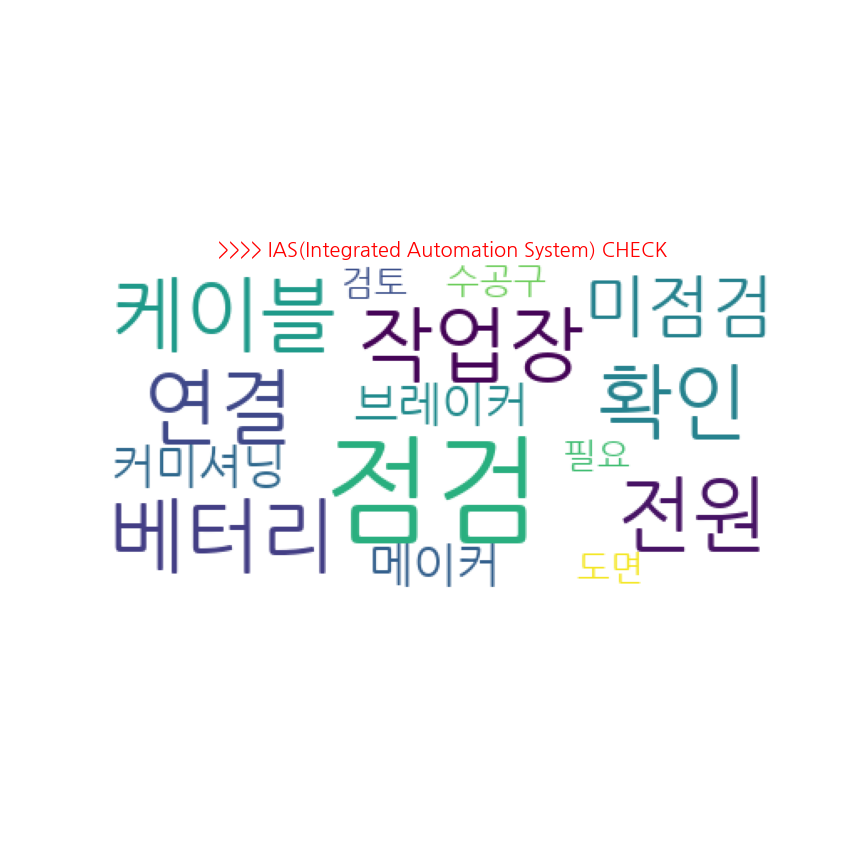 >>>> IAS(Integrated Automation System) CHECK
케이블
검토
수공구
미점검
작업장
연결
브레이커
확인
커미셔닝
점검
필요
베터리
전원
메이커
도면